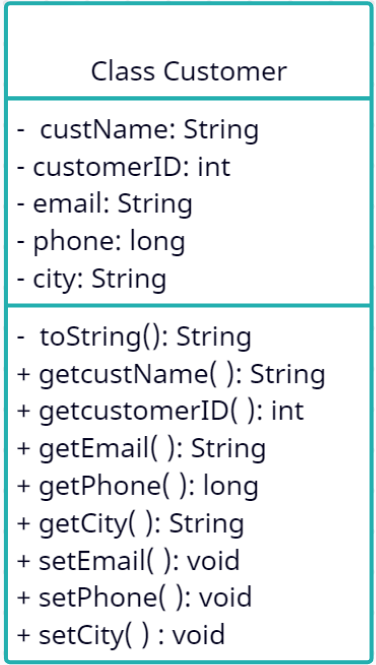 Class Customer
-  custName: String
- customerID: int
- email: String
- phone: long
- city: String
-  toString(): String
+ getcustName( ): String
+ getcustomerID( ): int
+ getEmail( ): String
+ getPhone( ): long
+ getCity( ): String
+ setEmail( ): void
+ setPhone( ): void
+ setCity( ) : void